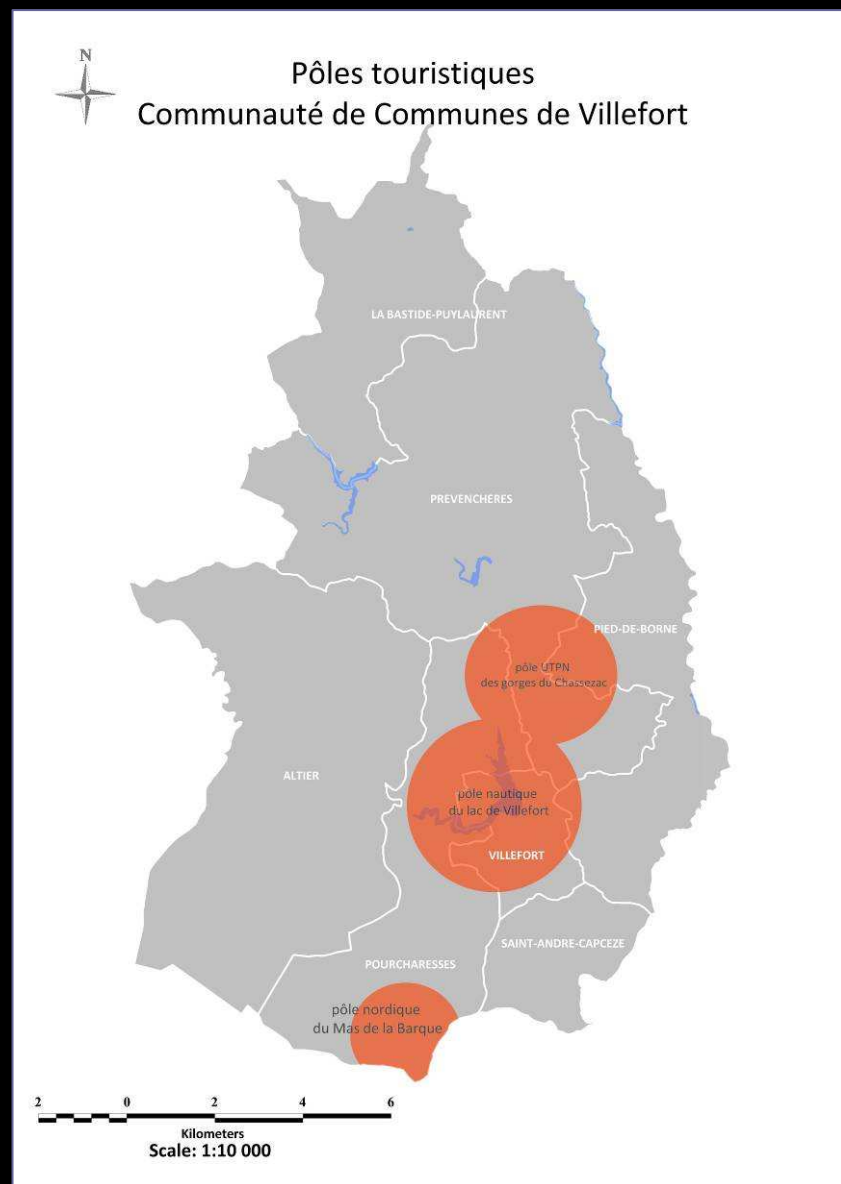 N
Pôles touristiques
Communauté de Communes de Villefort
LA BASTIDE-PUYLAURENT
PREVENCHERES
PIED-DE-BORNE
pôle UTPN
des gorges du Chassezac
ALTIER
pôle nautique
du lac de Villefort
VILLEFORT
SAINT-ANDRE-CAPCEZE
POURCHARESSES
pôle nordique
du Mas de la Barque
2 0 2 4 6
Kilometers
Scale: 1:10 000